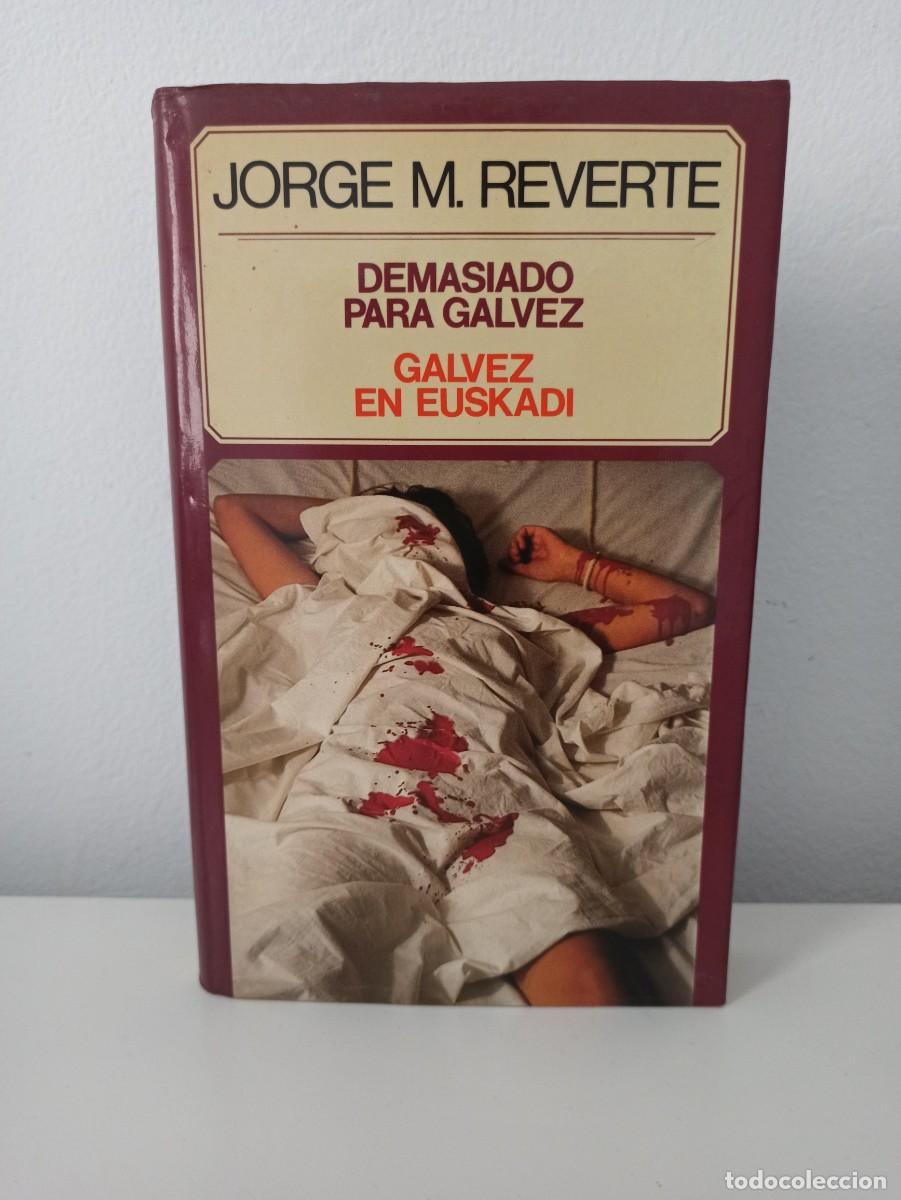 JORGE M. REVERTE
DEMASIADO
PARA GALVEZ
GALVEZ
EN EUSKADI
todocoleccion